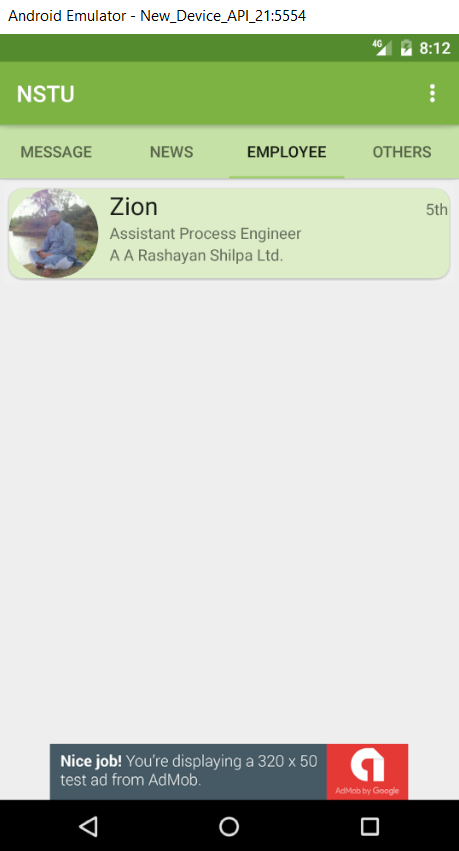 Android Emulator - New_Device_API_21:5554
4G 8:12
NSTU
MESSAGE NEWS EMPLOYEE OTHERS
Zion 5th
Assistant Process Engineer
A A Rashayan Shilpa Ltd.
Nice job! You're displaying a 320 x 50
test ad from AdMob.
AdMob by Google